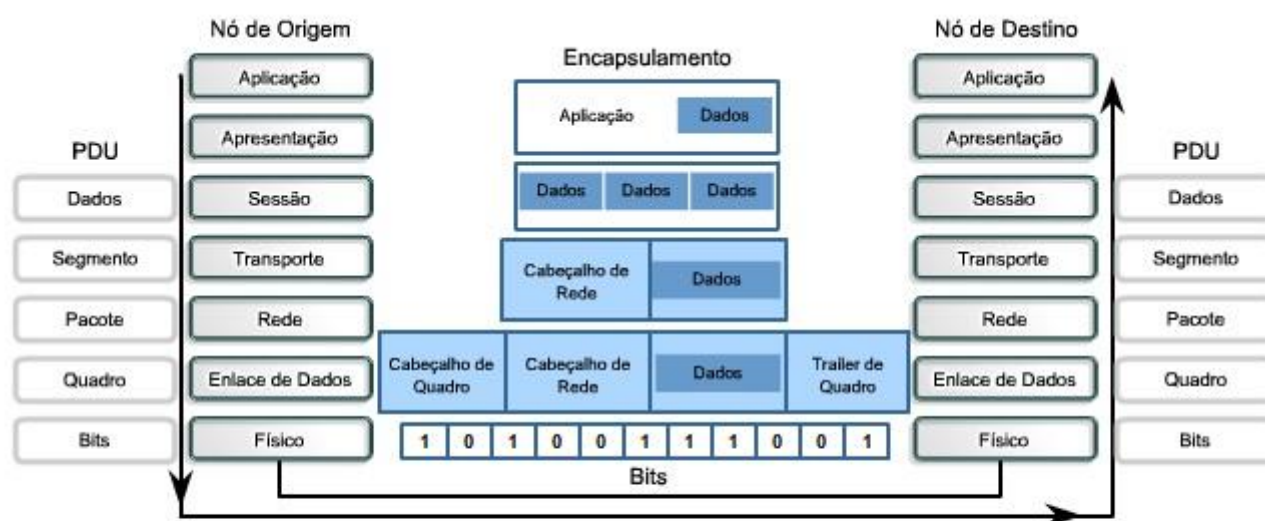 Nó de Origem
Aplicação
Apresentação
PDU
Dados
Sessão
Segmento
Transporte
Pacote
Rede
Quadro
Enlace de Dados
Bits
Físico
Encapsulamento
Aplicação
Dados
Dados
Dados
Dados
Cabeçalho de
Rede
Dados
Cabeçalho de
Quadro
Cabeçalho de
Rede
Dados
Trailer de
Quadro
1 0 1 0 0 1 1 1 0 0 1
Bits
Nó de Destino
Aplicação
Apresentação
PDU
Sessão
Dados
Transporte
Segmento
Rede
Pacote
Enlace de Dados
Quadro
Físico
Bits